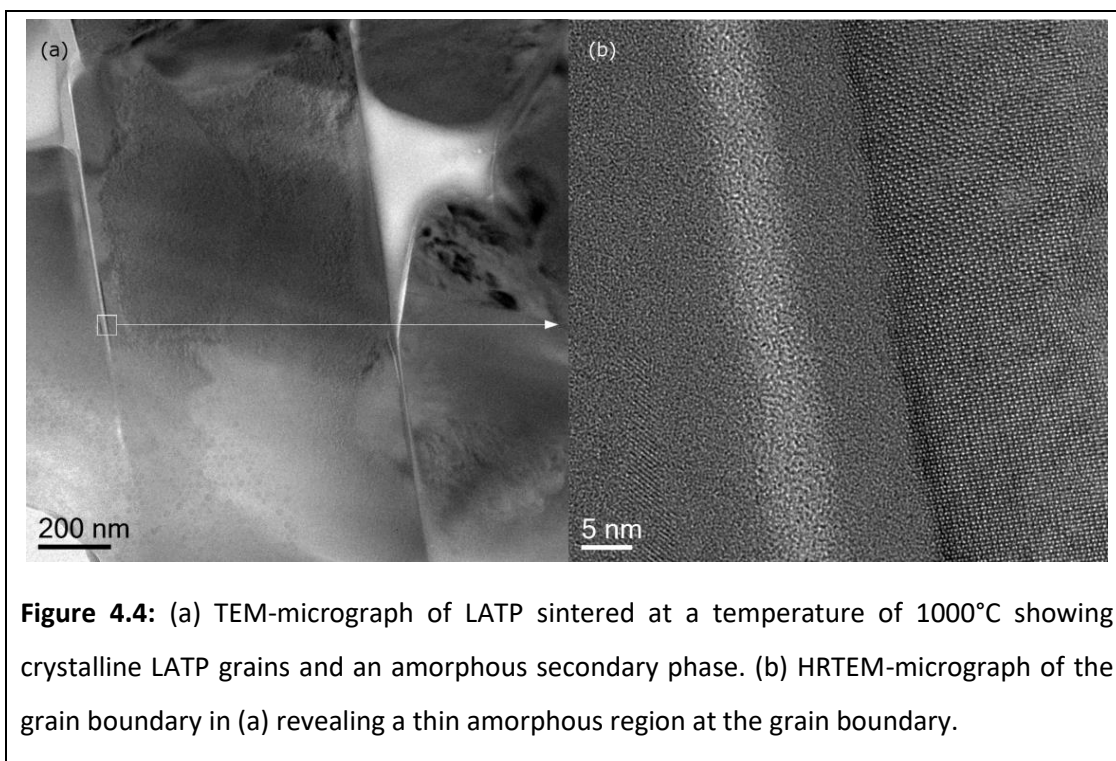 (a)
(b)
200 nm
5 nm
Figure 4.4: (a) TEM-micrograph of LATP sintered at a temperature of 1000°C showing
crystalline LATP grains and an amorphous secondary phase. (b) HRTEM-micrograph of the
grain boundary in (a) revealing a thin amorphous region at the grain boundary.